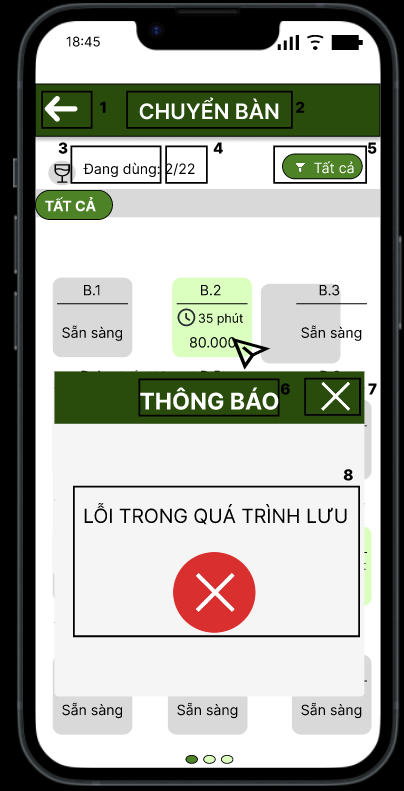 18:45
1
CHUYỂN BÀN
2
3
Đang dùng: 2/22
4
Tất cả
5
TẤT CẢ
B.1
B.2
B.3
Sẵn sàng
35 phút
80.000
Sẵn sàng
THÔNG BÁO
6
7
8
LỖI TRONG QUÁ TRÌNH LƯU
Sẵn sàng
Sẵn sàng
Sẵn sàng